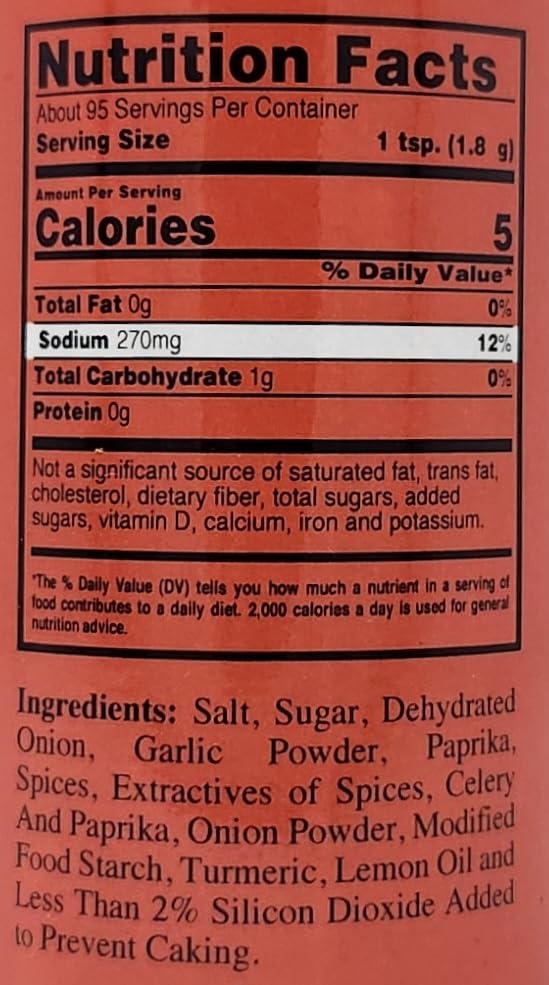 Nutrition Facts
About 95 Servings Per Container
Serving Size 1 tsp. (1.8 g)
Amount Per Serving
Calories 5
% Daily Value*
Total Fat 0g 0%
Sodium 270mg 12%
Total Carbohydrate 1g 0%
Protein 0g
Not a significant source of saturated fat, trans fat,
cholesterol, dietary fiber, total sugars, added
sugars, vitamin D, calcium, iron and potassium.
*The % Daily Value (DV) tells you how much a nutrient in a serving of
food contributes to a daily diet. 2,000 calories a day is used for general
nutrition advice.
Ingredients: Salt, Sugar, Dehydrated
Onion, Garlic Powder, Paprika,
Spices, Extractives of Spices, Celery
And Paprika, Onion Powder, Modified
Food Starch, Turmeric, Lemon Oil and
Less Than 2% Silicon Dioxide Added
to Prevent Caking.